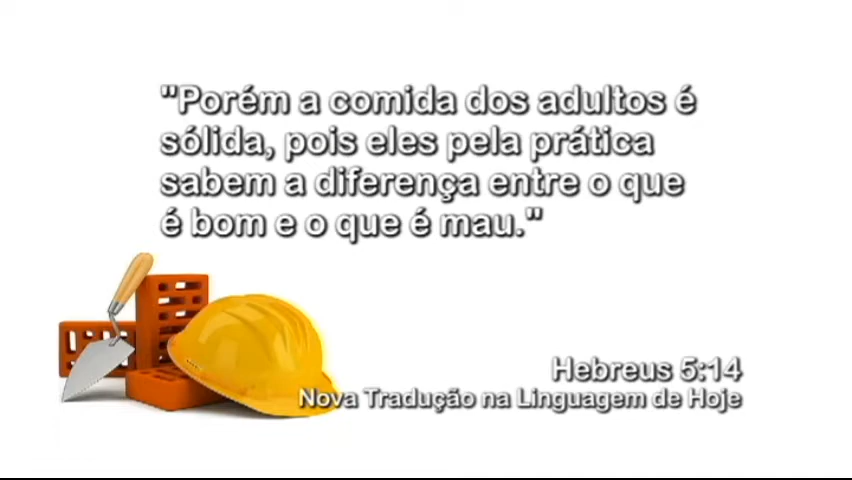 "Porém a comida dos adultos é
sólida, pois eles pela prática
sabem a diferença entre o que
é bom e o que é mau."
Hebreus 5:14
Nova Tradução na Linguagem de Hoje